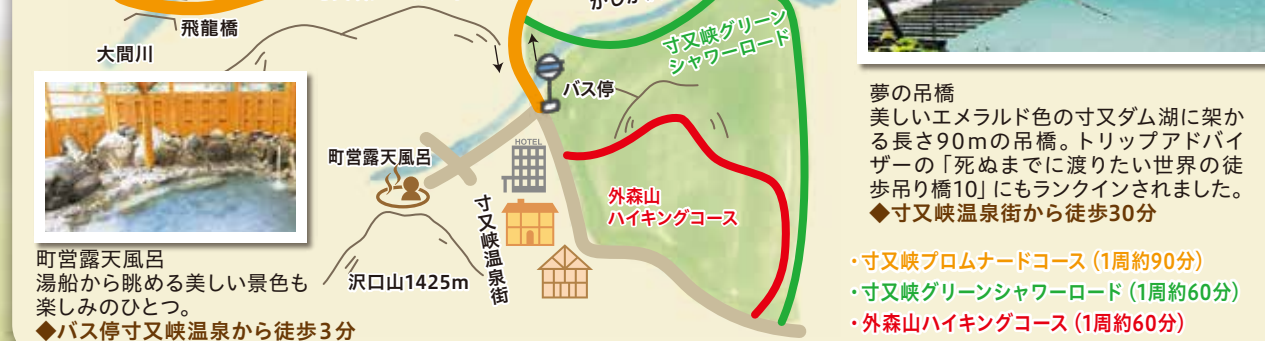 飛龍橋
大間川
寸又峡グリーン
シャワーロード
バス停
HOTEL
町営露天風呂
寸又峡温泉街
外森山
ハイキングコース
沢口山1425m
町営露天風呂
湯船から眺める美しい景色も
楽しみのひとつ。
◆バス停寸又峡温泉から徒歩3分
夢の吊橋
美しいエメラルド色の寸又ダム湖に架か
る長さ90mの吊橋。トリップアドバイ
ザーの「死ぬまでに渡りたい世界の徒
歩吊り橋10」にもランクインされました。
◆寸又峡温泉街から徒歩30分
・寸又峡プロムナードコース（1周約90分）
・寸又峡グリーンシャワーロード（1周約60分）
・外森山ハイキングコース（1周約60分）